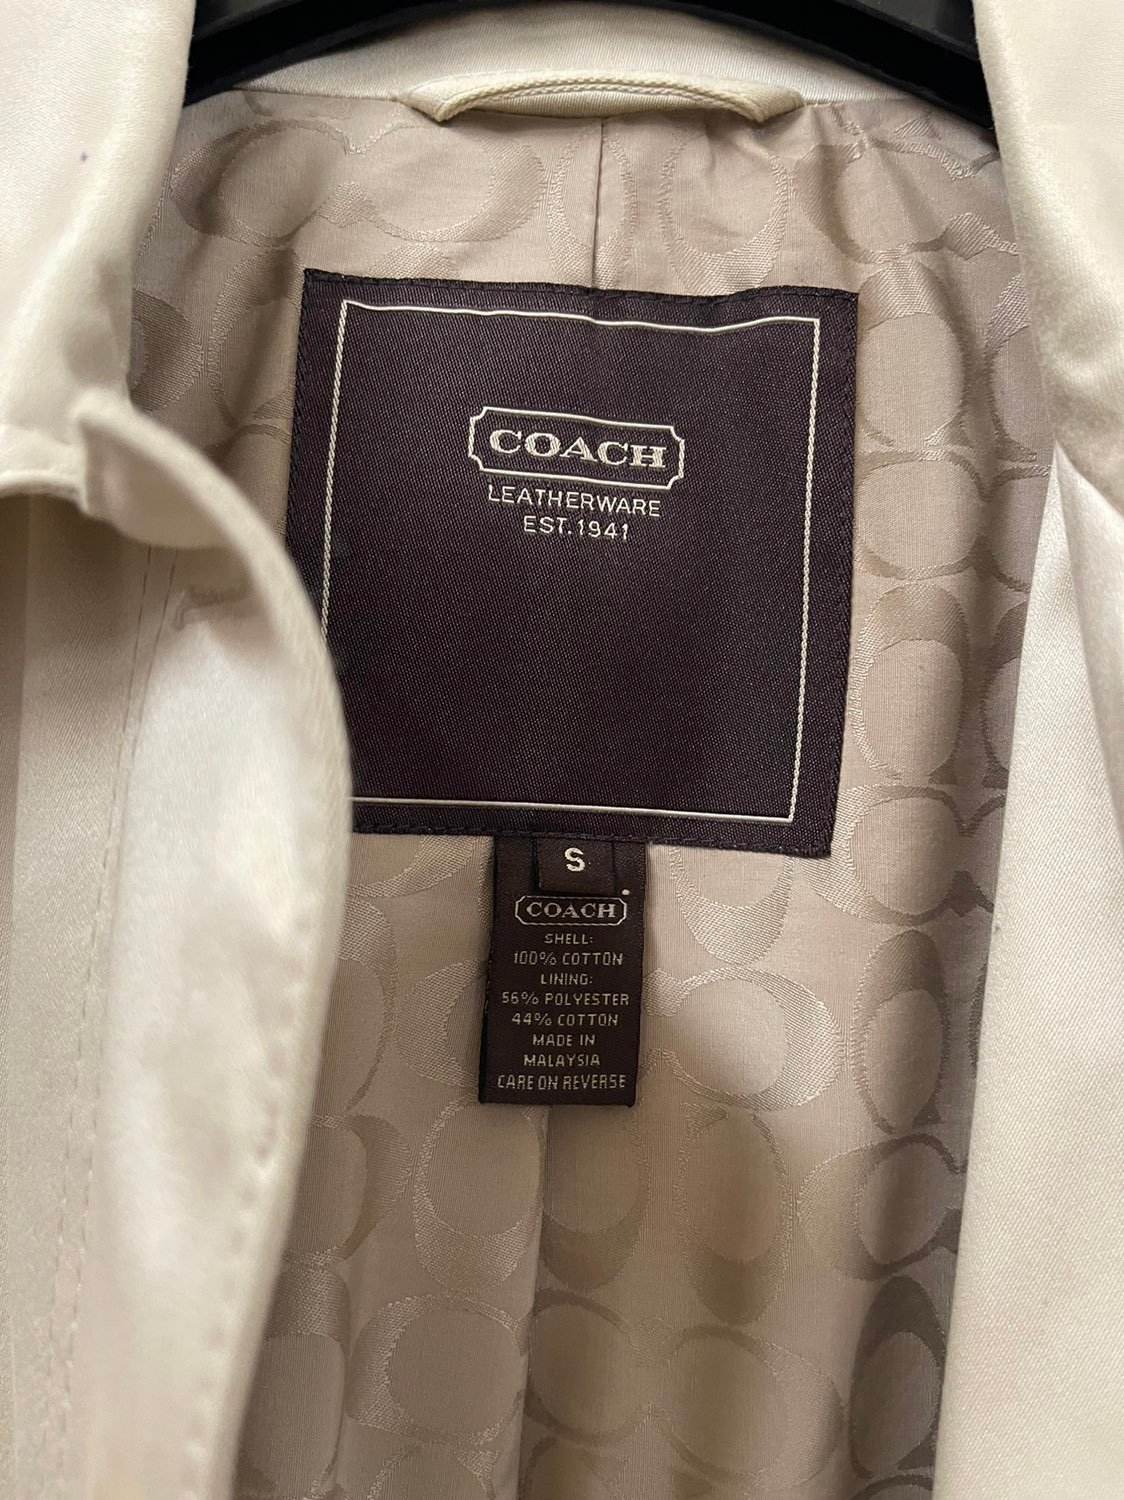 COACH
LEATHERWARE
EST. 1941
S
COACH
SHELL:
100% COTTON
LINING:
56% POLYESTER
44% COTTON
MADE IN
MALAYSIA
CARE ON REVERSE